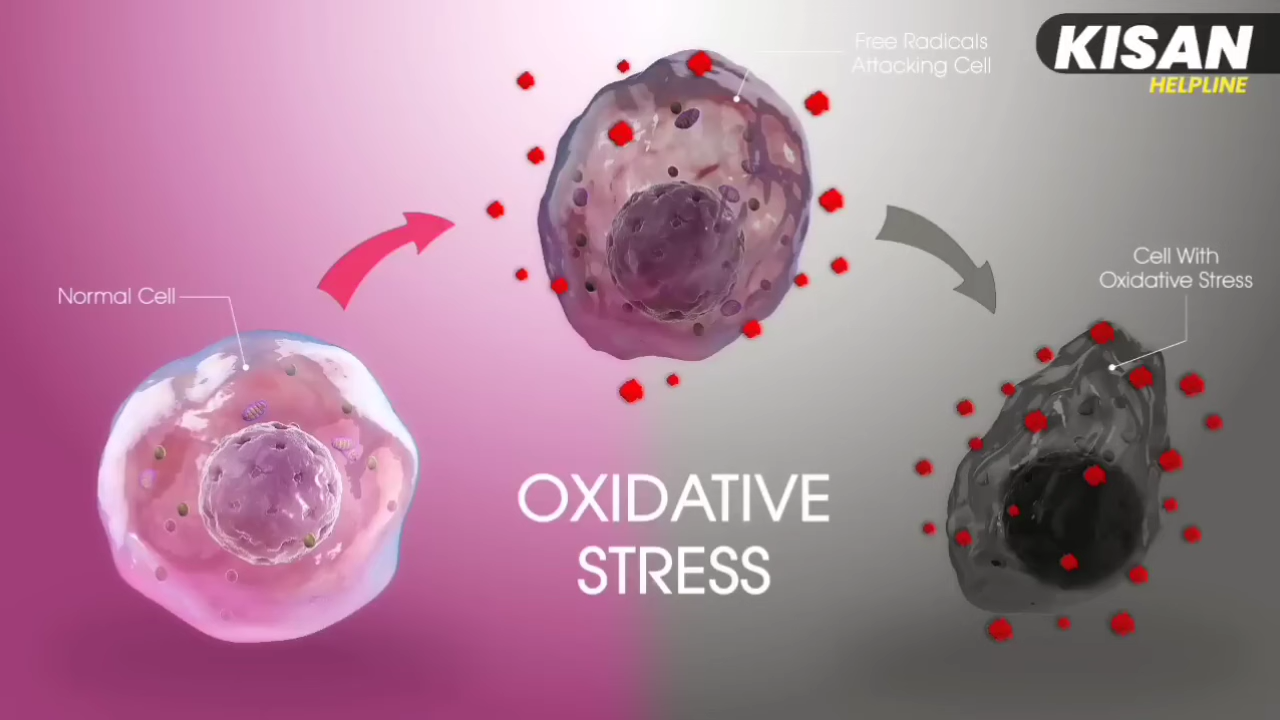 Free Radicals
Attacking Cell
KISAN
HELPLINE
Normal Cell
Cell With
Oxidative Stress
OXIDATIVE
STRESS